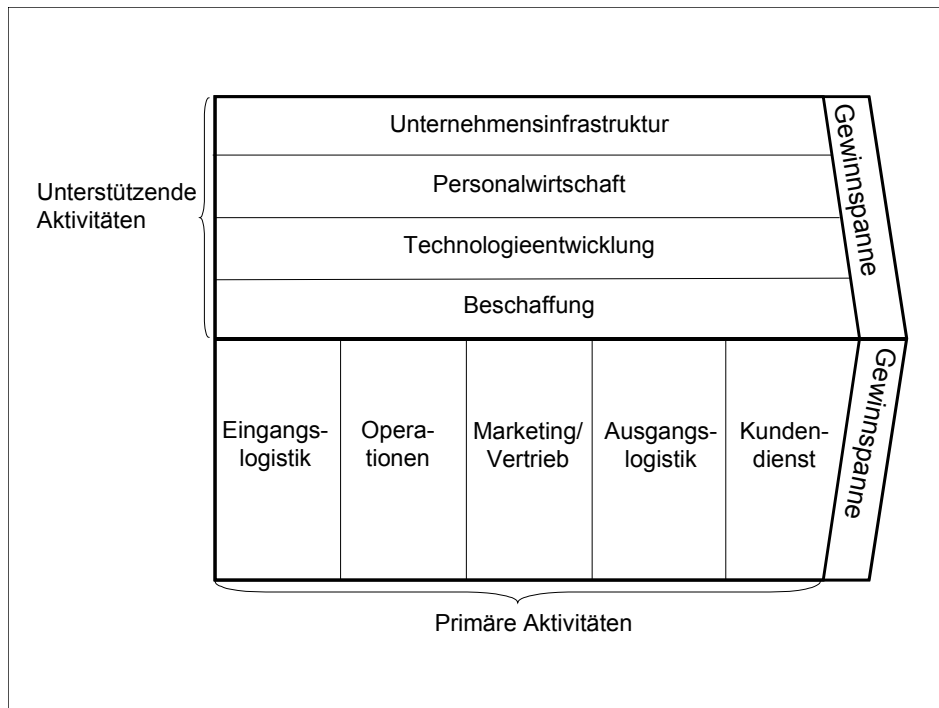 Unternehmensinfrastruktur
Personalwirtschaft
Technologieentwicklung
Beschaffung
Gewinnspanne
Unterstützende
Aktivitäten
Eingangs-
logistik
Opera-
tionen
Marketing/
Vertrieb
Ausgangs-
logistik
Kunden-
dienst
Gewinnspanne
Primäre Aktivitäten